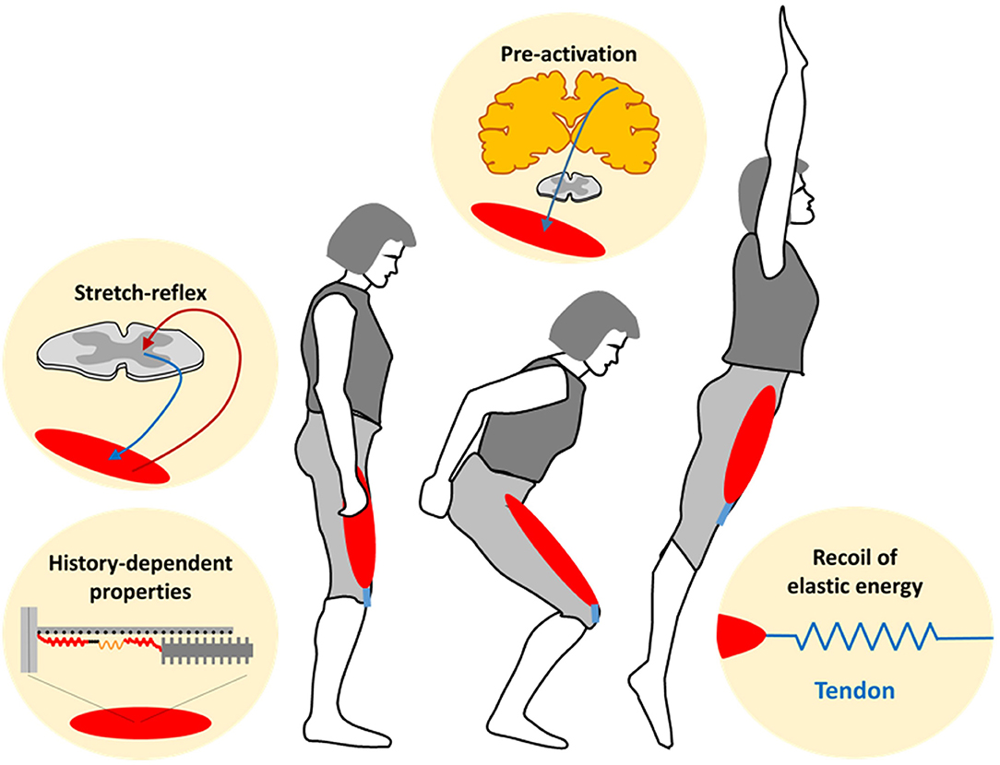 Pre-activation
Stretch-reflex
History-dependent
properties
Recoil of
elastic energy
Tendon